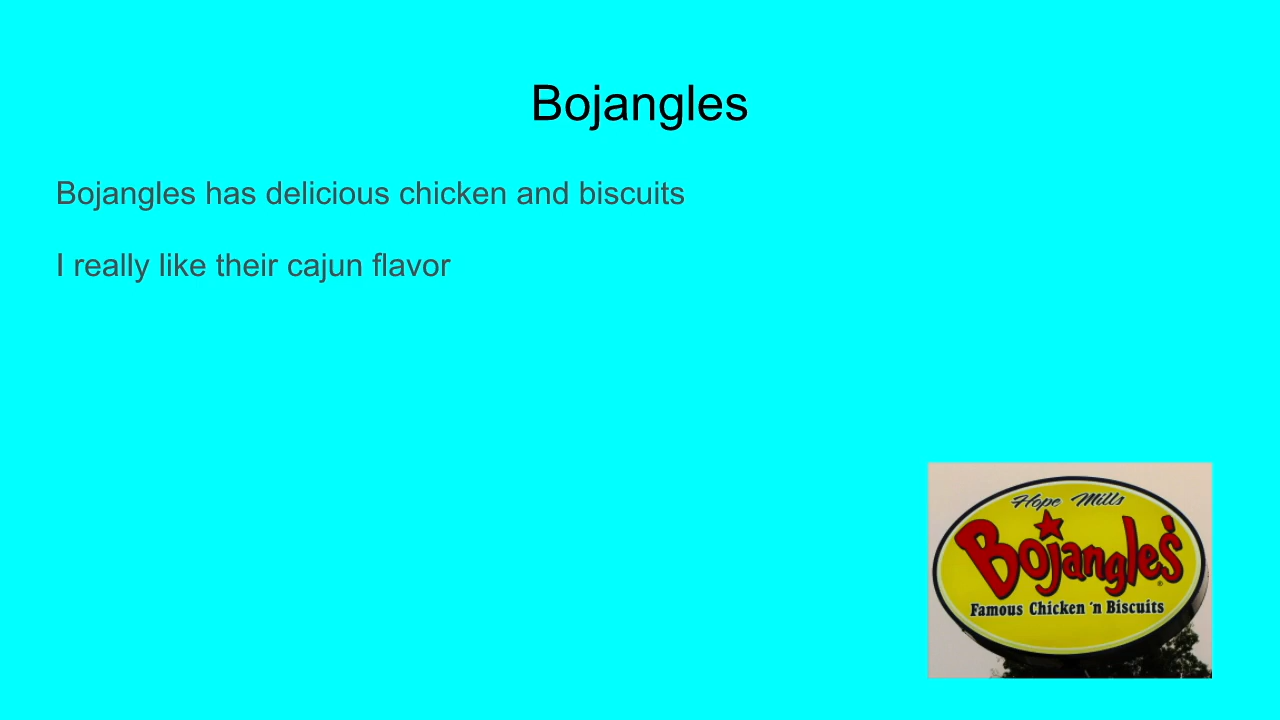 Bojangles
Bojangles has delicious chicken and biscuits
I really like their cajun flavor
Hope Mills
Bojangles'
Famous Chicken 'n Biscuits